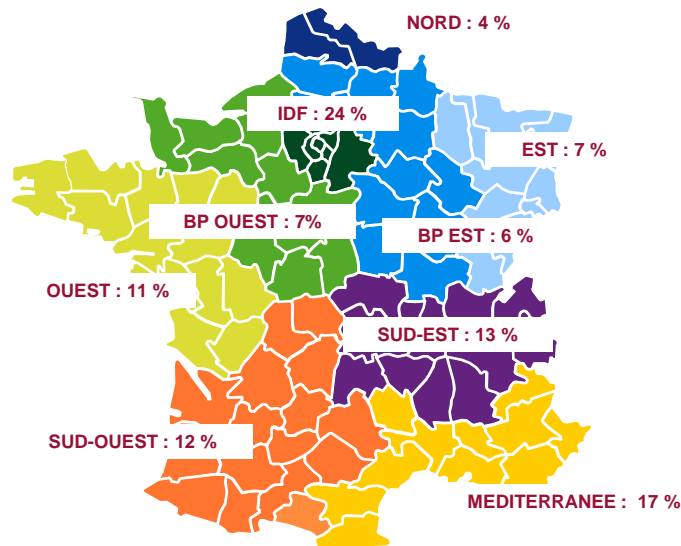 NORD : 4 %
IDF : 24 %
EST : 7 %
BP OUEST : 7%
BP EST : 6 %
OUEST : 11 %
SUD-EST : 13 %
SUD-OUEST : 12 %
MEDITERRANEE : 17 %